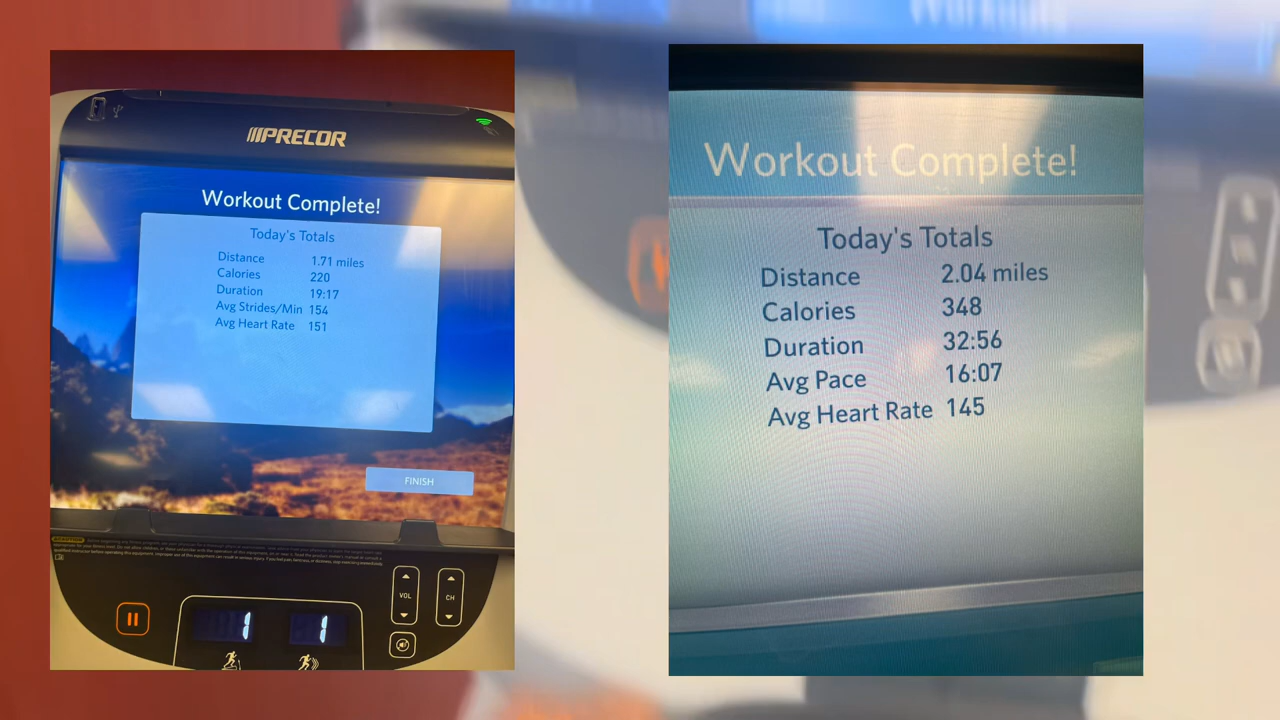 PRECOR
Workout Complete!
Today's Totals
Distance 1.71 miles
Calories 220
Duration 19:17
Avg Strides/Min 154
Avg Heart Rate 151
FINISH
VOL
CH
1 1
Workout Complete!
Today's Totals
Distance 2.04 miles
Calories 348
Duration 32:56
Avg Pace 16:07
Avg Heart Rate 145